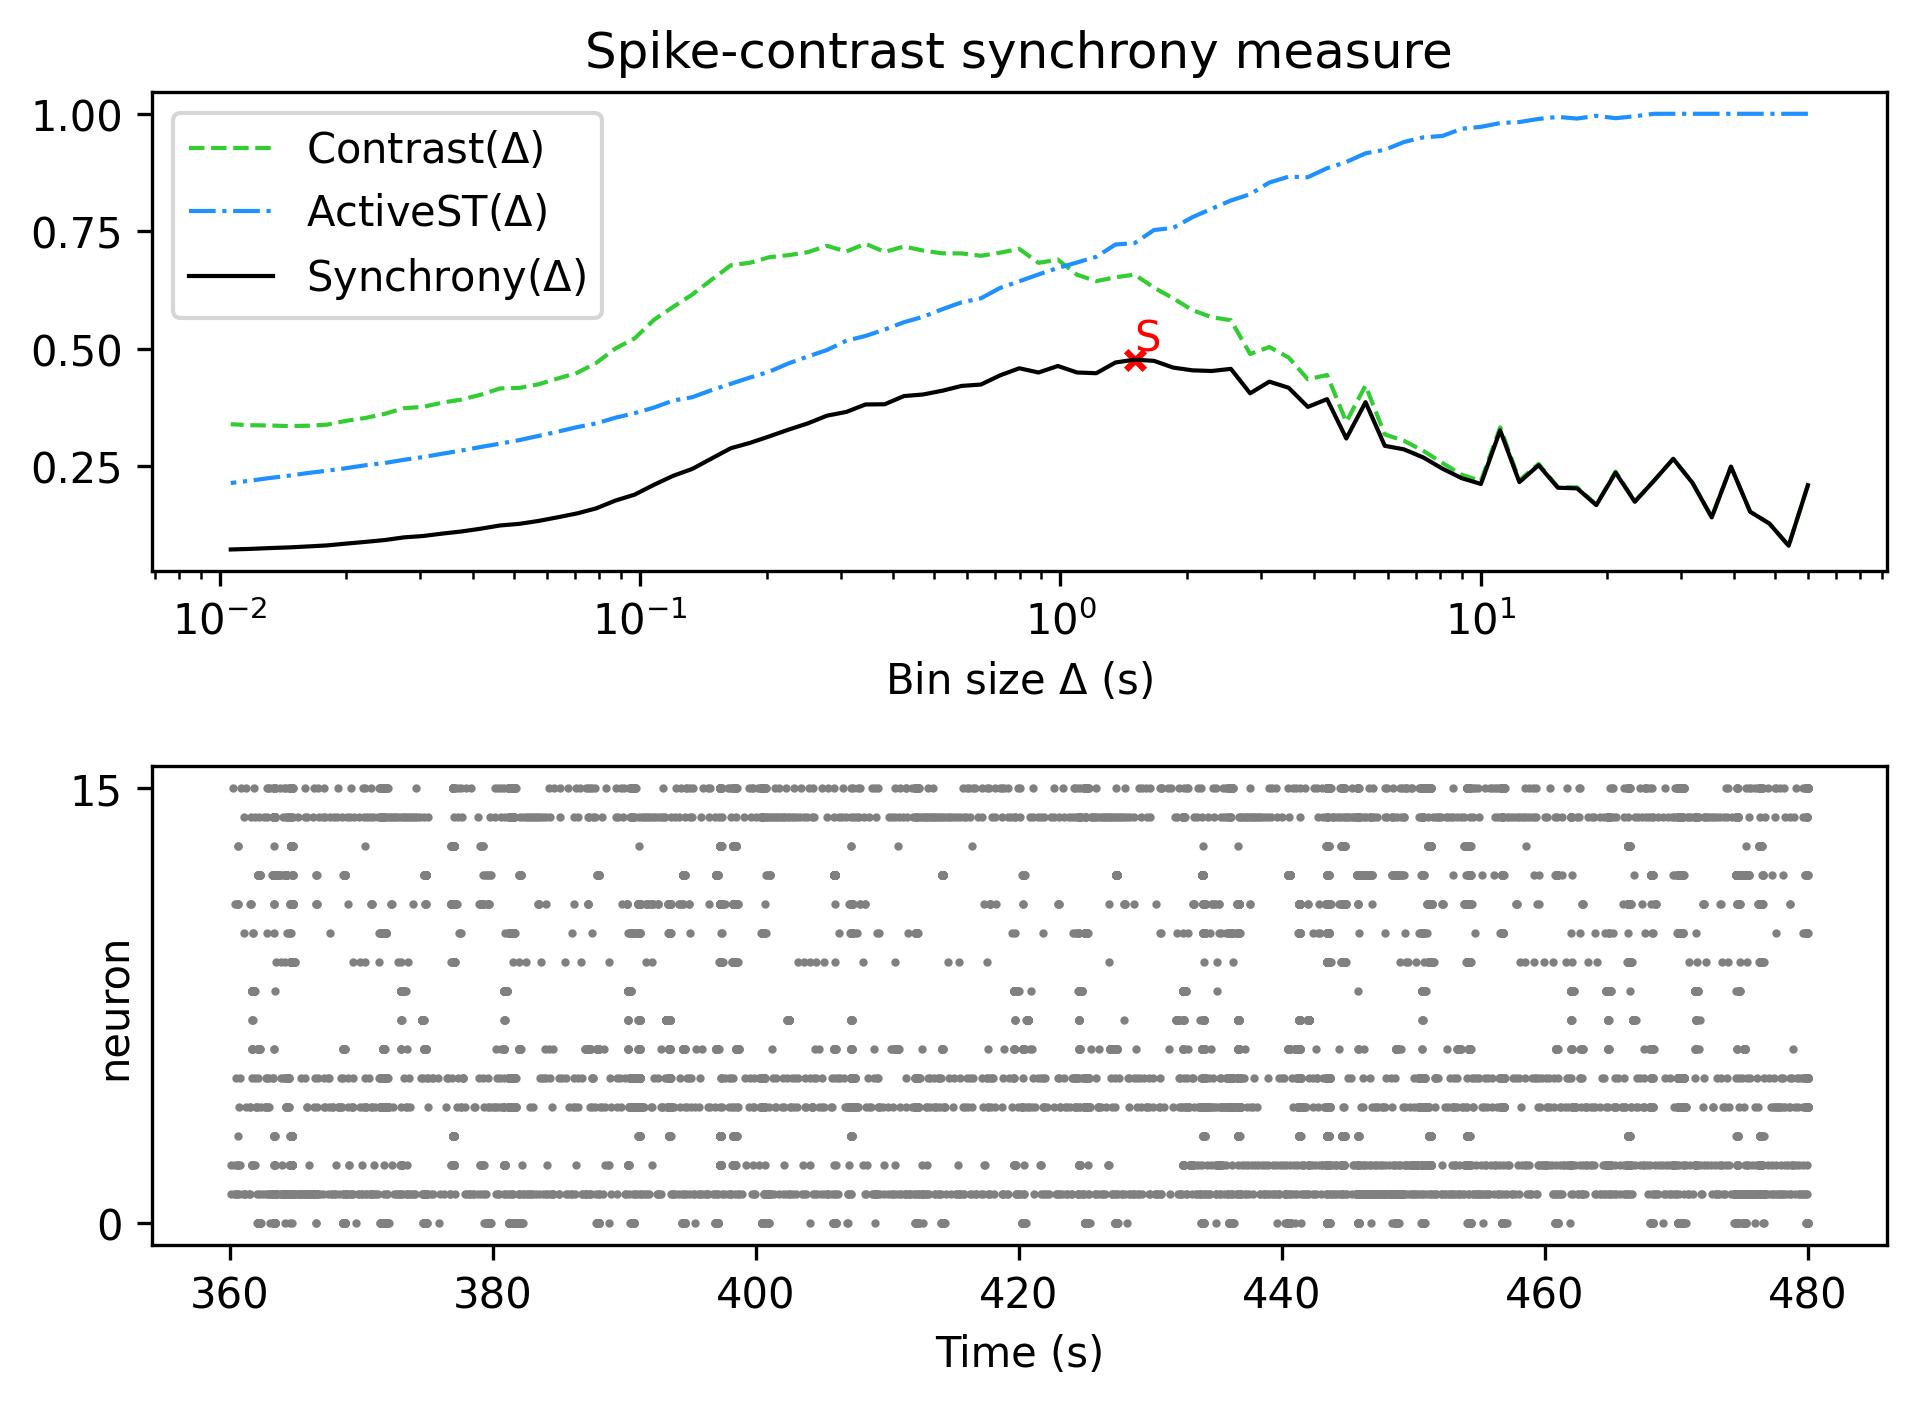 Spike-contrast synchrony measure
1.00
0.75
0.50
0.25
Contrast(Δ)
ActiveST(Δ)
Synchrony(Δ)
S
10⁻² 10⁻¹ 10⁰ 10¹
Bin size Δ (s)
15
0
neuron
360 380 400 420 440 460 480
Time (s)